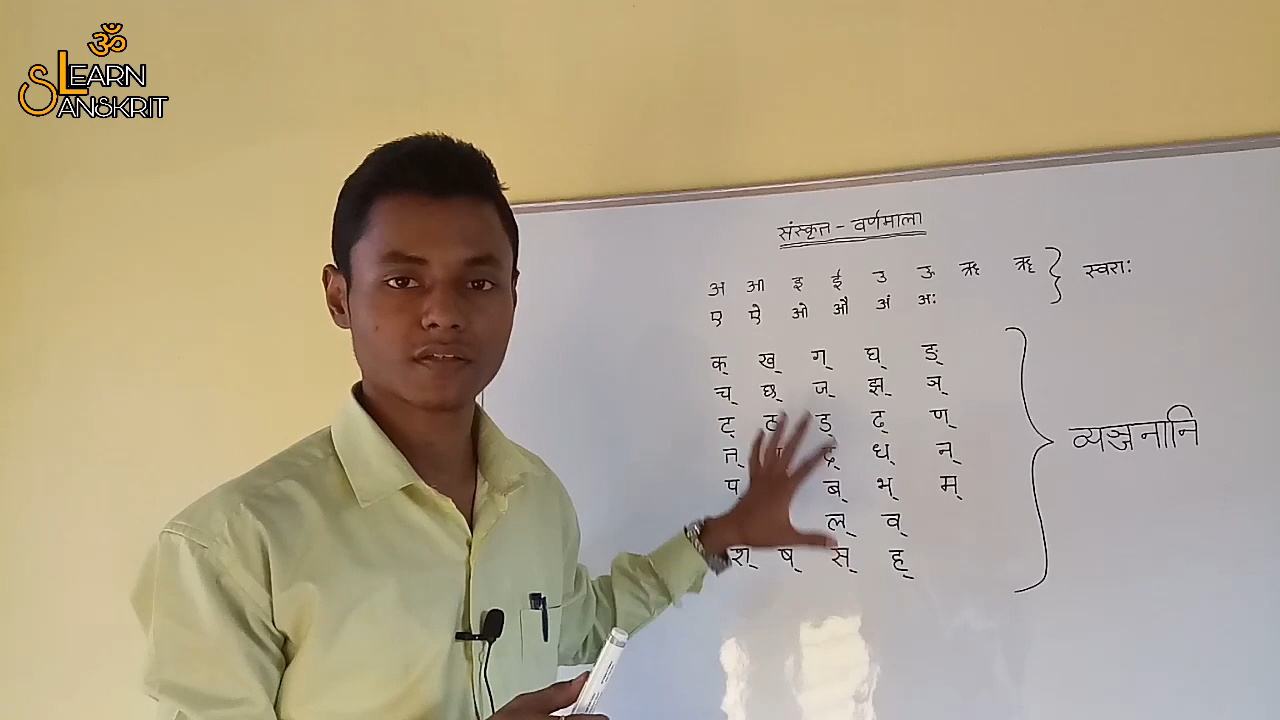 ॐ
LEARN
SANSKRIT
संस्कृत - वर्णमाला
अ आ इ ई उ ऊ ऋ ॠ
स्वराः
ए ऐ ओ औ अं अः
क् ख् ग् घ् ङ्
च् छ् ज् झ् ञ्
ट् ठ् ड् ढ् ण्
त् द् ध् न्
प ब् भ् म्
ल् व्
श् ष् स् ह्
व्यञ्जनानि